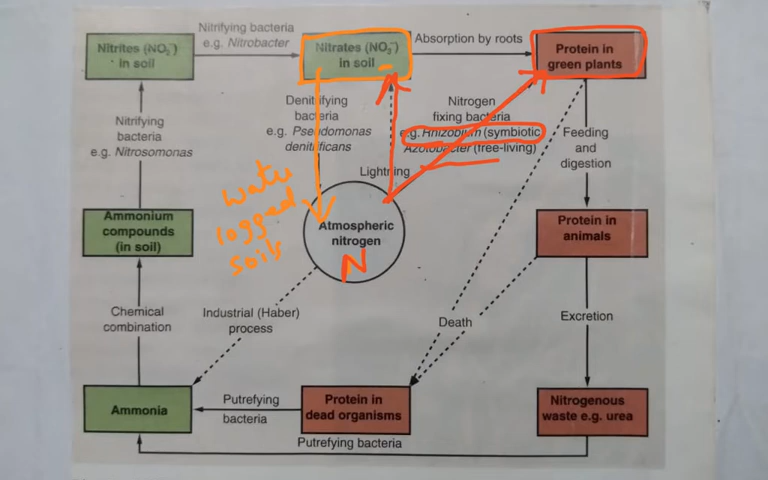 Nitrifying bacteria
e.g. Nitrobacter
Nitrites (NO₂⁻)
in soil
Nitrates (NO₃⁻)
in soil
Absorption by roots
Protein in
green plants
Nitrifying
bacteria
e.g. Nitrosomonas
Denitrifying
bacteria
e.g. Pseudomonas
denitrificans
Nitrogen
fixing bacteria
e.g. Rhizobium (symbiotic
Azotobacter (free-living)
Lightning
Feeding
and
digestion
water
logged
soils
Ammonium
compounds
(in soil)
Atmospheric
nitrogen
N
Protein in
animals
Chemical
combination
Industrial (Haber)
process
Death
Excretion
Ammonia
Putrefying
bacteria
Protein in
dead organisms
Nitrogenous
waste e.g. urea
Putrefying bacteria